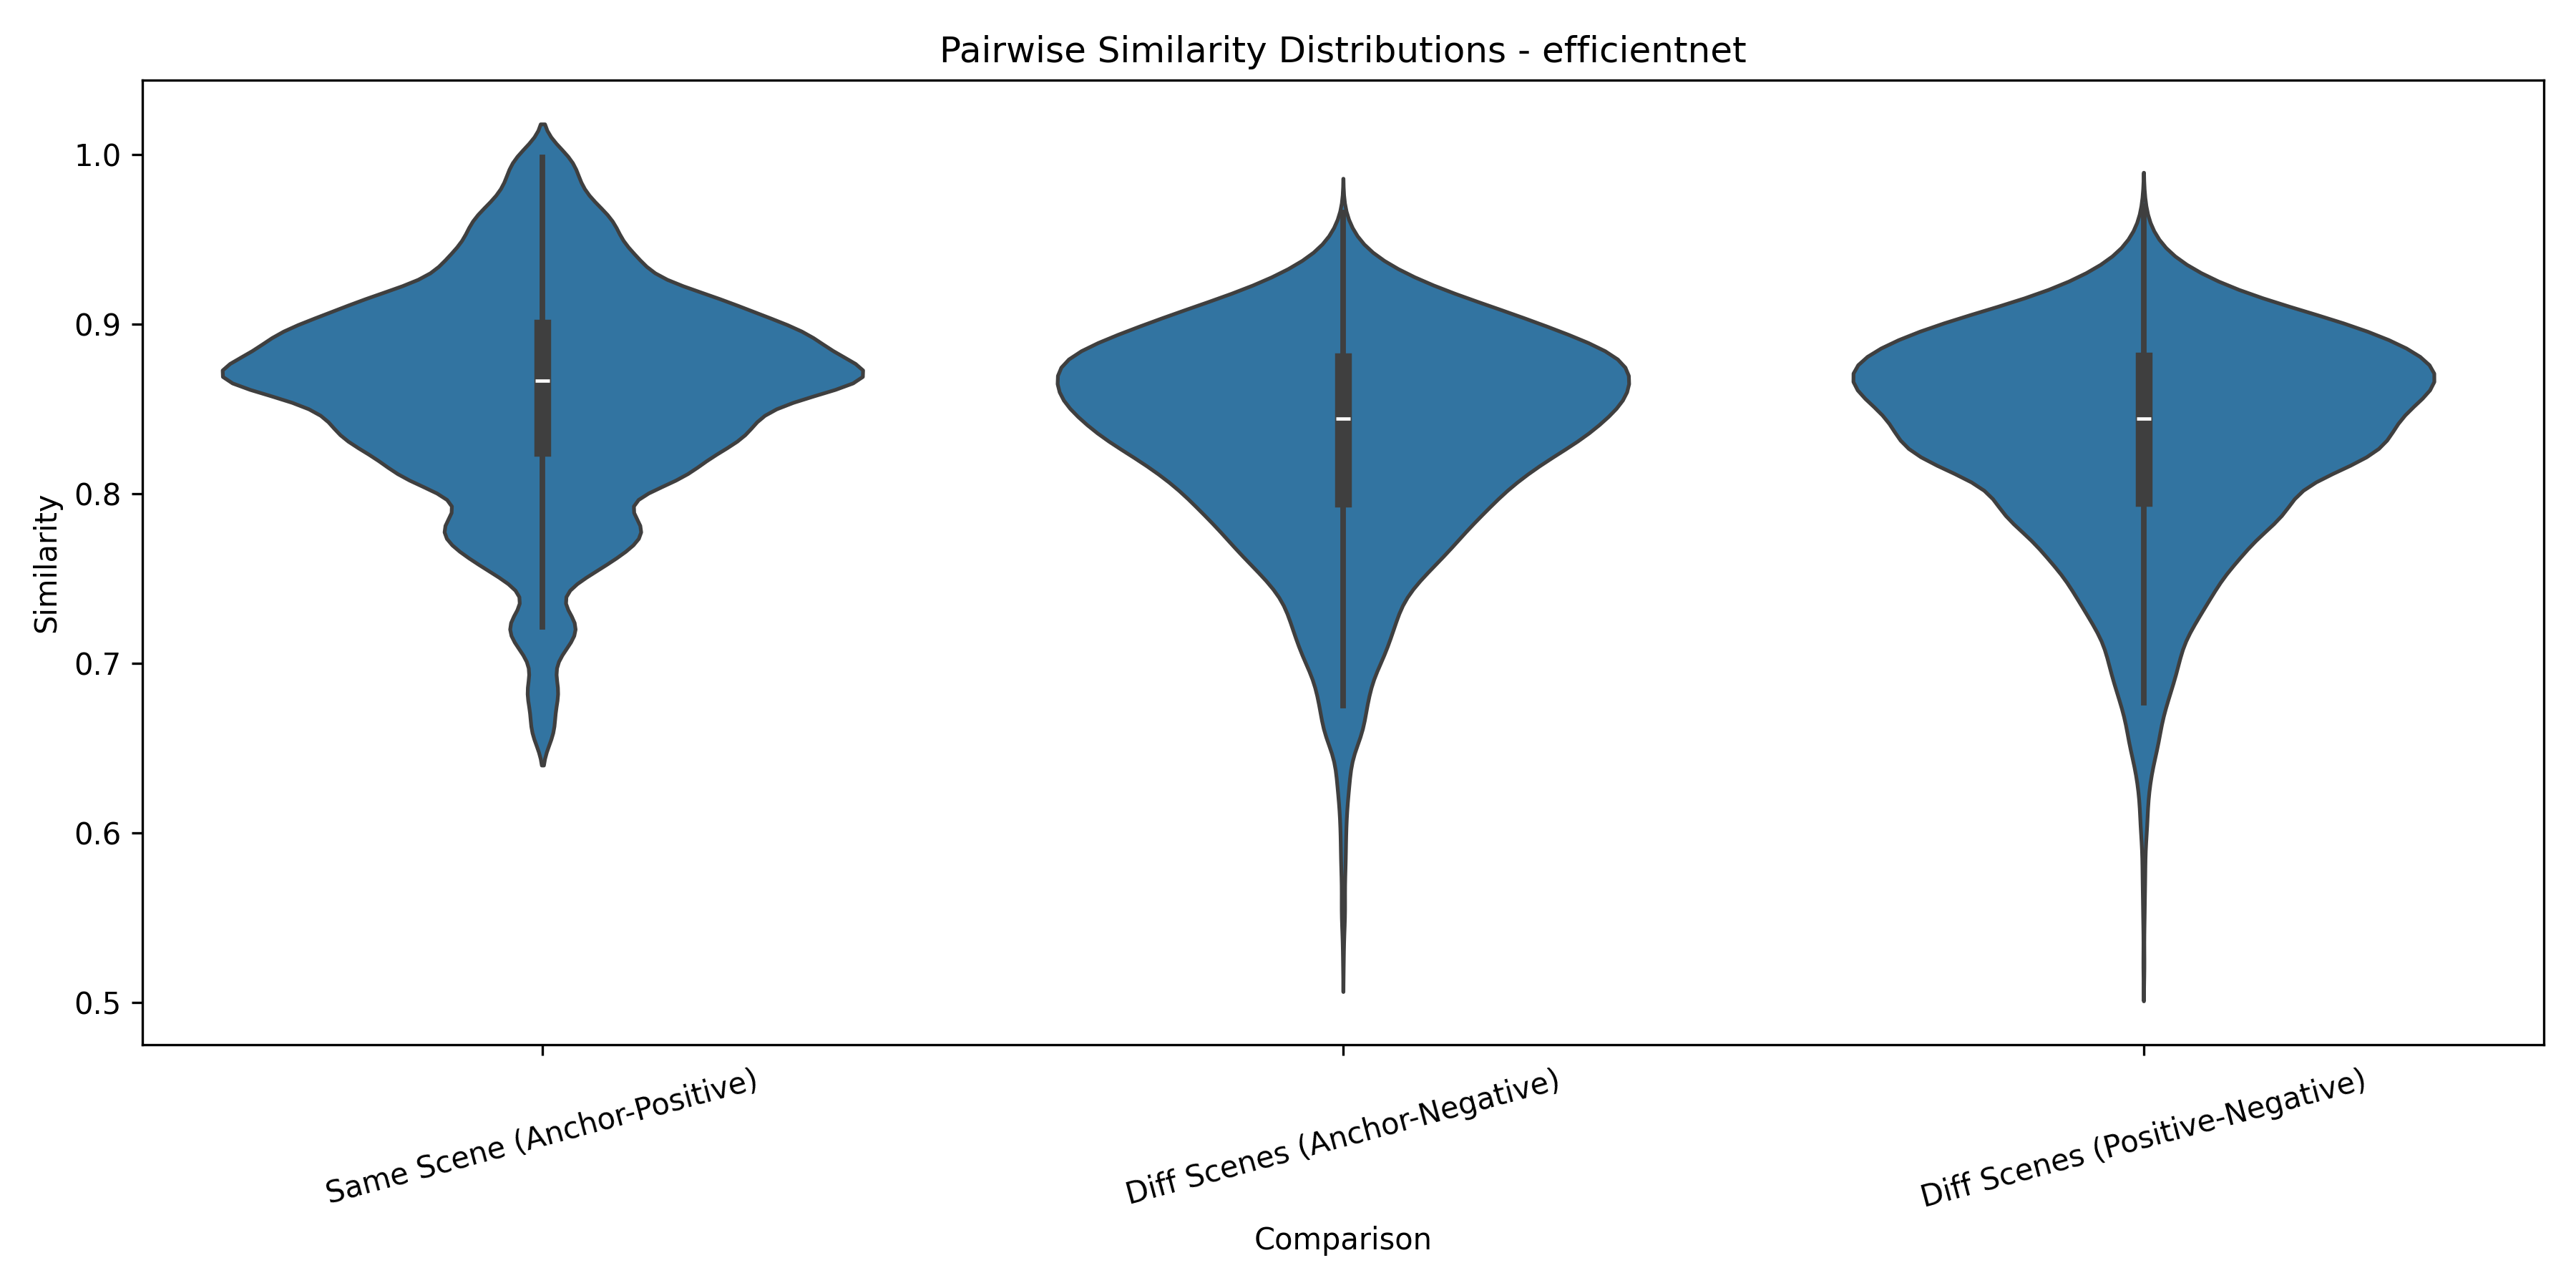 Pairwise Similarity Distributions - efficientnet
Similarity
1.0
0.9
0.8
0.7
0.6
0.5
Same Scene (Anchor-Positive)
Diff Scenes (Anchor-Negative)
Diff Scenes (Positive-Negative)
Comparison